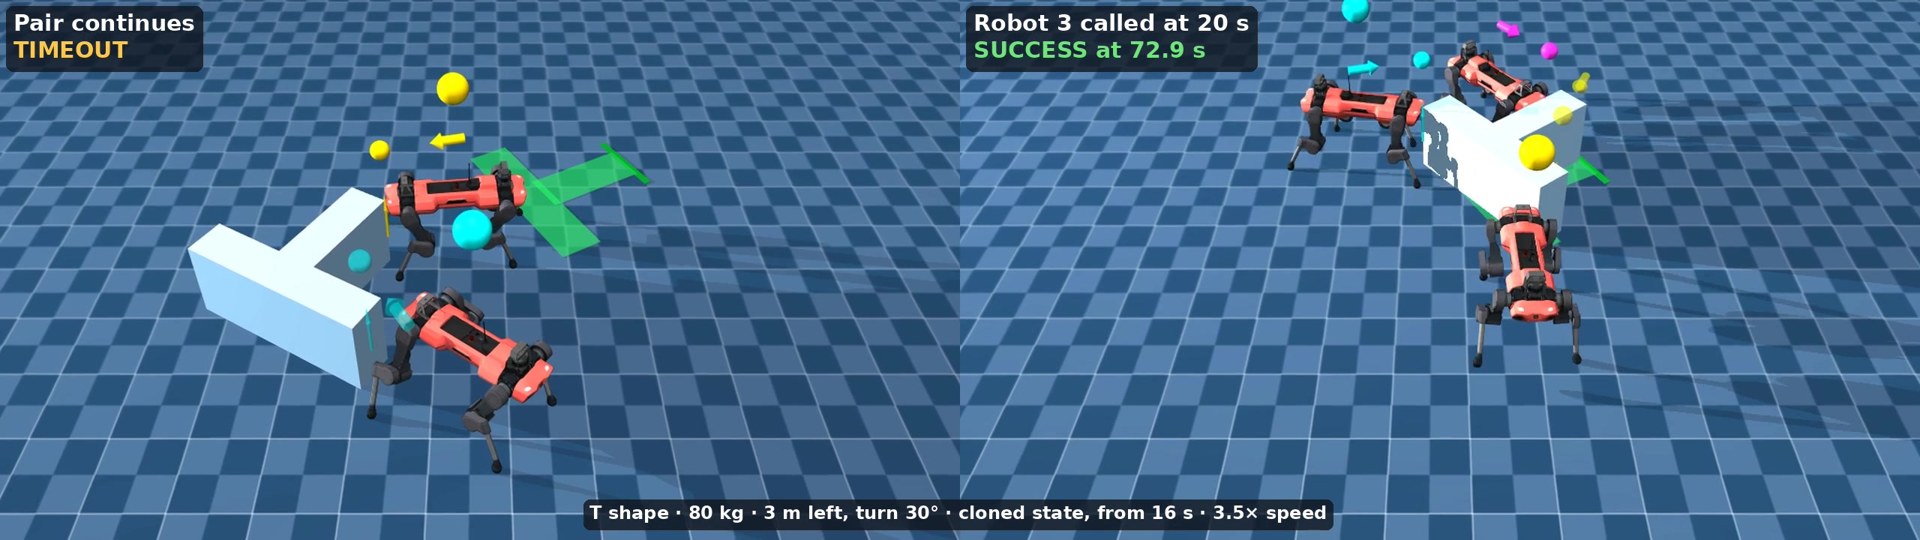 Pair continues
TIMEOUT
Robot 3 called at 20 s
SUCCESS at 72.9 s
T shape · 80 kg · 3 m left, turn 30° · cloned state, from 16 s · 3.5× speed